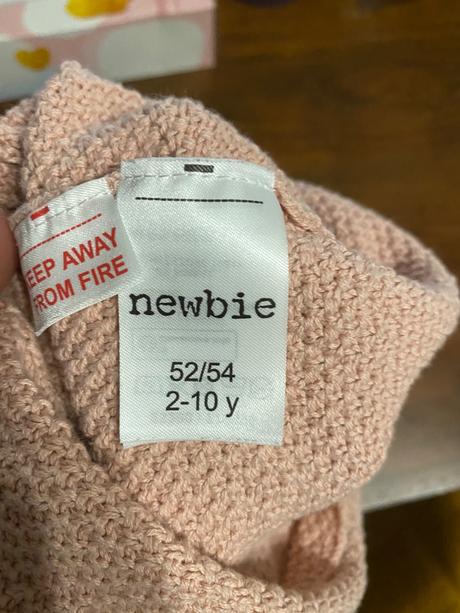 EEP AWAY
FROM FIRE
newbie
52/54
2-10 y